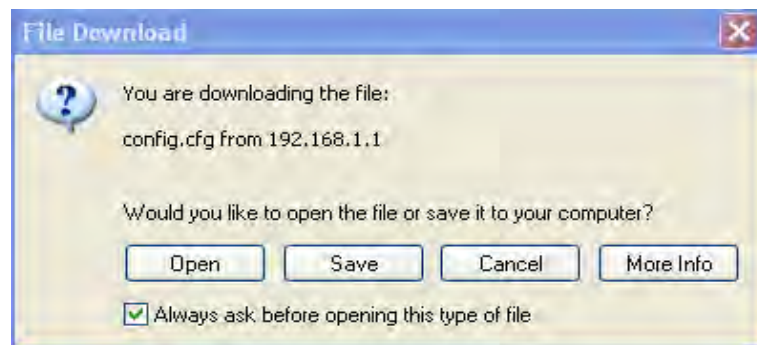 File Download
You are downloading the file:
config.cfg from 192.168.1.1
Would you like to open the file or save it to your computer?
Open Save Cancel More Info
Always ask before opening this type of file